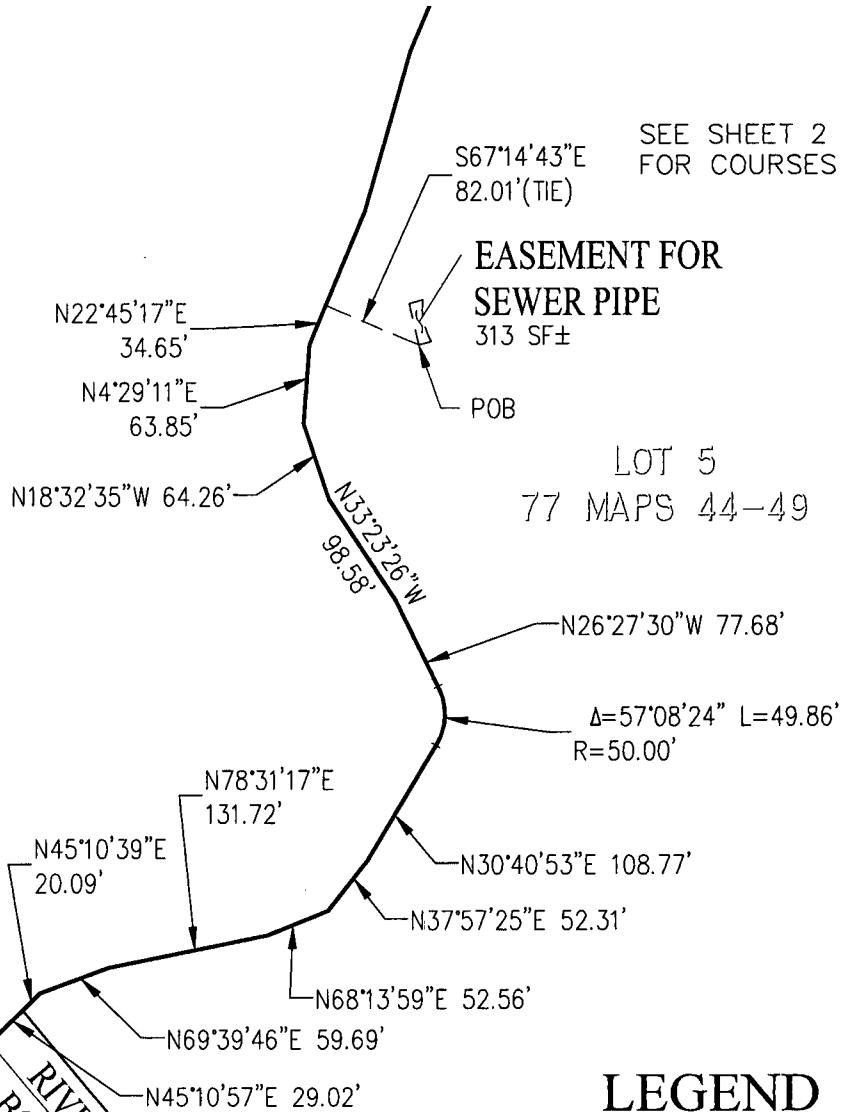 SEE SHEET 2
FOR COURSES
S67°14'43"E
82.01'(TIE)
EASEMENT FOR
SEWER PIPE
313 SF±
N22°45'17"E
34.65'
N4°29'11"E
63.85'
POB
LOT 5
77 MAPS 44-49
N18°32'35"W 64.26'
N33°23'26"W
98.58'
N26°27'30"W 77.68'
Δ=57°08'24" L=49.86'
R=50.00'
N78°31'17"E
131.72'
N45°10'39"E
20.09'
N30°40'53"E 108.77'
N37°57'25"E 52.31'
N68°13'59"E 52.56'
N69°39'46"E 59.69'
N45°10'57"E 29.02'
LEGEND